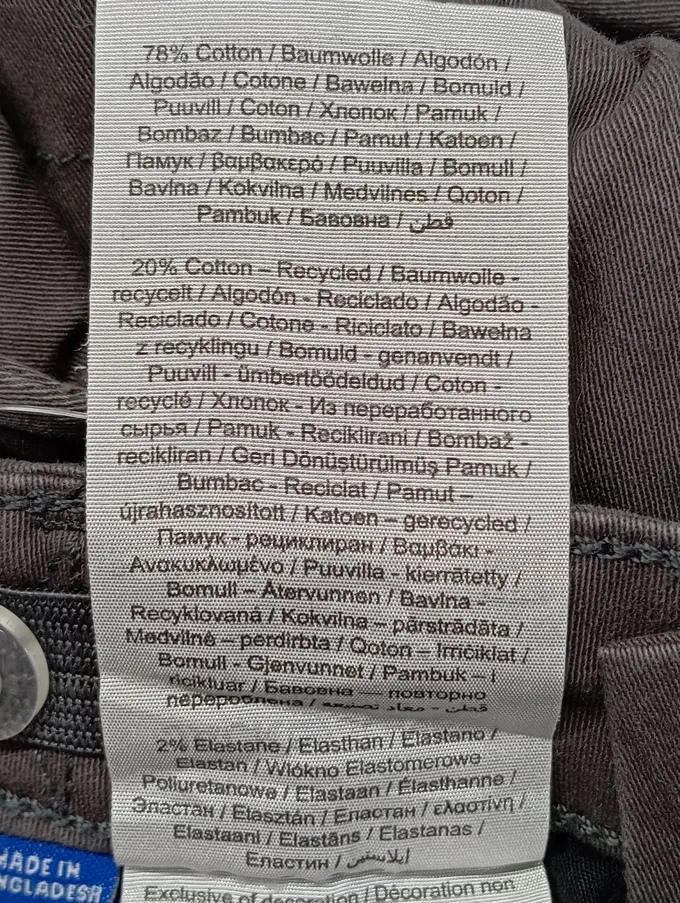 78% Cotton / Baumwolle / Algodón /
Algodão / Cotone / Bawełna / Bomuld /
Puuvill / Coton / Хлопок / Pamuk /
Bombaž / Bumbac / Pamut / Katoen /
Памук / βαμβακερό / Puuvilla / Bomull /
Bavlna / Kokvilna / Medvilnės / Qoton /
Pambuk / Бавовна / قطن
20% Cotton – Recycled / Baumwolle -
recycelt / Algodón - Reciclado / Algodão -
Reciclado / Cotone - Riciclato / Bawełna
z recyklingu / Bomuld - genanvendt /
Puuvill - ümbertöödeldud / Coton -
recyclé / Хлопок - Из переработанного
сырья / Pamuk - Reciklirani / Bombaž -
recikliran / Geri Dönüştürülmüş Pamuk /
Bumbac - Reciclat / Pamut –
újrahasznosított / Katoen – gerecycled /
Памук - рециклиран / Βαμβάκι -
Ανακυκλωμένο / Puuvilla - kierrätetty /
Bomull – Återvunnen / Bavlna -
Recyklovaná / Kokvilna – pārstrādāta /
Medvilnė – perdirbta / Qoton – Irriċiklat /
Bomull - Gjenvunnet / Pambuk – i
ricikluar / Бавовна — повторно
перероблена / قطن - معاد تصنيعه
2% Elastane / Elasthan / Elastano /
Elastan / Włókno Elastomerowe
Poliuretanowe / Elastaan / Élasthanne /
Эластан / Elasztán / Еластан / ελαστίνη /
Elastaani / Elastāns / Elastanas /
Еластин / إيلاستين
Exclusive of decoration / Décoration non
MADE IN
NGLADESH